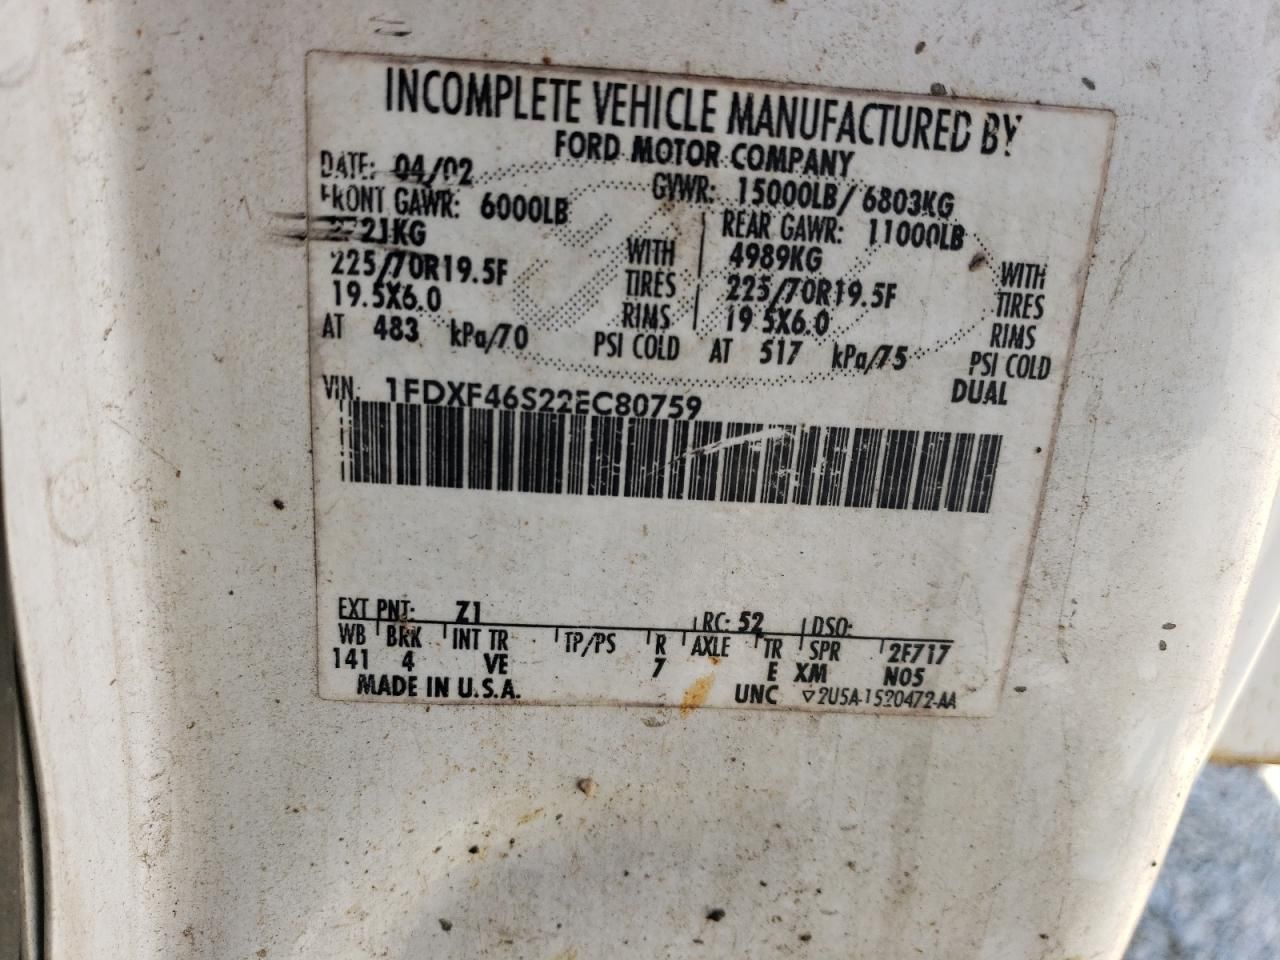 INCOMPLETE VEHICLE MANUFACTURED BY
FORD MOTOR COMPANY
DATE: 04/02
GVWR: 15000LB/ 6803KG
FRONT GAWR: 6000LB
2721KG WITH
225/70R19.5F TIRES
19.5X6.0 RIMS
AT 483 kPa/70 PSI COLD
REAR GAWR: 11000LB
4989KG WITH
225/70R19.5F TIRES
19.5X6.0 RIMS
AT 517 kPa/75 PSI COLD
DUAL
VIN: 1FDXF46S22EC80759
EXT PNT: Z1 RC: 52 DSO:
WB BRK INT TR TP/PS R AXLE TR SPR 2F717
141 4 VE 7 E XM N05
MADE IN U.S.A. UNC ▽2U5A-1520472-AA